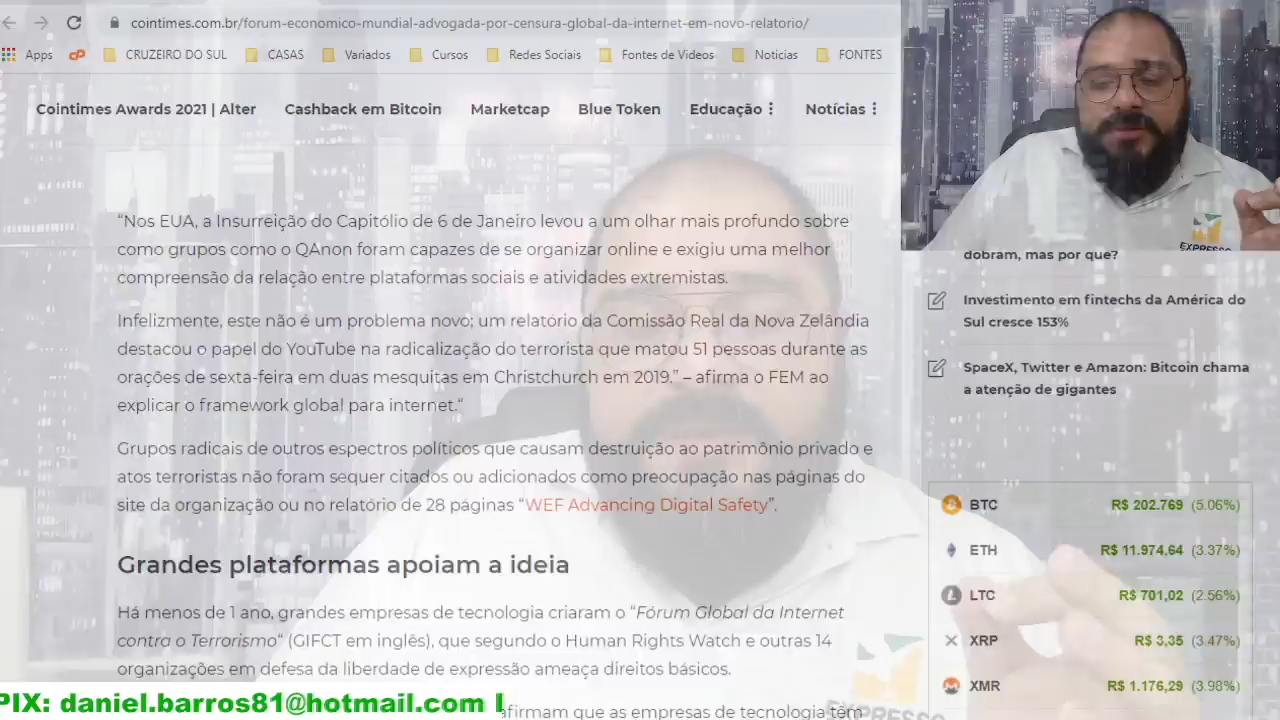 cointimes.com.br/forum-economico-mundial-advogada-por-censura-global-da-internet-em-novo-relatorio/
Apps CRUZEIRO DO SUL CASAS Variados Cursos Redes Sociais Fontes de Videos Noticias FONTES
Cointimes Awards 2021 | Alter Cashback em Bitcoin Marketcap Blue Token Educação Notícias
“Nos EUA, a Insurreição do Capitólio de 6 de Janeiro levou a um olhar mais profundo sobre
como grupos como o QAnon foram capazes de se organizar online e exigiu uma melhor
compreensão da relação entre plataformas sociais e atividades extremistas.
Infelizmente, este não é um problema novo; um relatório da Comissão Real da Nova Zelândia
destacou o papel do YouTube na radicalização do terrorista que matou 51 pessoas durante as
orações de sexta-feira em duas mesquitas em Christchurch em 2019.” – afirma o FEM ao
explicar o framework global para internet.“
Grupos radicais de outros espectros políticos que causam destruição ao patrimônio privado e
atos terroristas não foram sequer citados ou adicionados como preocupação nas páginas do
site da organização ou no relatório de 28 páginas “WEF Advancing Digital Safety”.
Grandes plataformas apoiam a ideia
Há menos de 1 ano, grandes empresas de tecnologia criaram o “Fórum Global da Internet
contra o Terrorismo“ (GIFCT em inglês), que segundo o Human Rights Watch e outras 14
organizações em defesa da liberdade de expressão ameaça direitos básicos.
afirmam que as empresas de tecnologia têm
PIX: daniel.barros81@hotmail.com
EXPRESSO
dobram, mas por que?
Investimento em fintechs da América do
Sul cresce 153%
SpaceX, Twitter e Amazon: Bitcoin chama
a atenção de gigantes
BTC R$ 202.769 (5.06%)
ETH R$ 11.974,64 (3.37%)
LTC R$ 701,02 (2.56%)
XRP R$ 3,35 (3.47%)
XMR R$ 1.176,29 (3.98%)
EXPRESSO